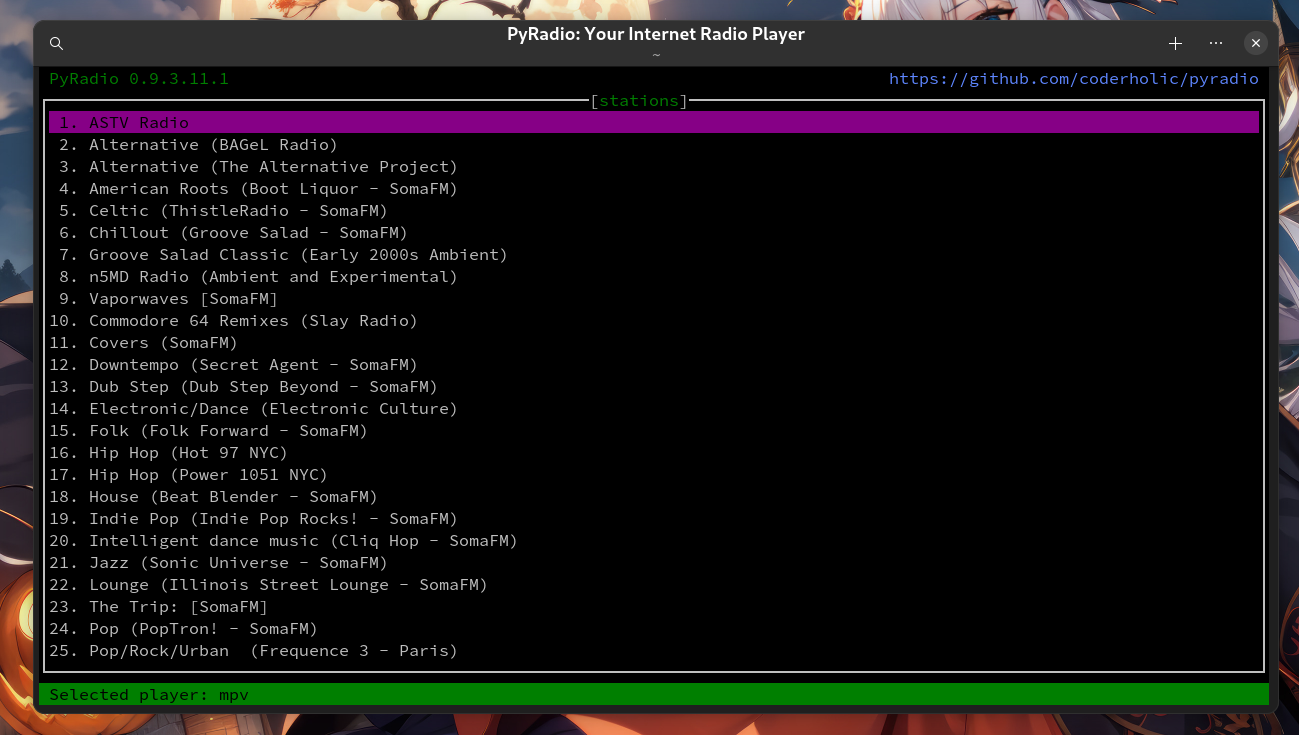 PyRadio: Your Internet Radio Player
~
PyRadio 0.9.3.11.1 https://github.com/coderholic/pyradio
[stations]
1. ASTV Radio
2. Alternative (BAGeL Radio)
3. Alternative (The Alternative Project)
4. American Roots (Boot Liquor - SomaFM)
5. Celtic (ThistleRadio - SomaFM)
6. Chillout (Groove Salad - SomaFM)
7. Groove Salad Classic (Early 2000s Ambient)
8. n5MD Radio (Ambient and Experimental)
9. Vaporwaves [SomaFM]
10. Commodore 64 Remixes (Slay Radio)
11. Covers (SomaFM)
12. Downtempo (Secret Agent - SomaFM)
13. Dub Step (Dub Step Beyond - SomaFM)
14. Electronic/Dance (Electronic Culture)
15. Folk (Folk Forward - SomaFM)
16. Hip Hop (Hot 97 NYC)
17. Hip Hop (Power 1051 NYC)
18. House (Beat Blender - SomaFM)
19. Indie Pop (Indie Pop Rocks! - SomaFM)
20. Intelligent dance music (Cliq Hop - SomaFM)
21. Jazz (Sonic Universe - SomaFM)
22. Lounge (Illinois Street Lounge - SomaFM)
23. The Trip: [SomaFM]
24. Pop (PopTron! - SomaFM)
25. Pop/Rock/Urban  (Frequence 3 - Paris)
Selected player: mpv